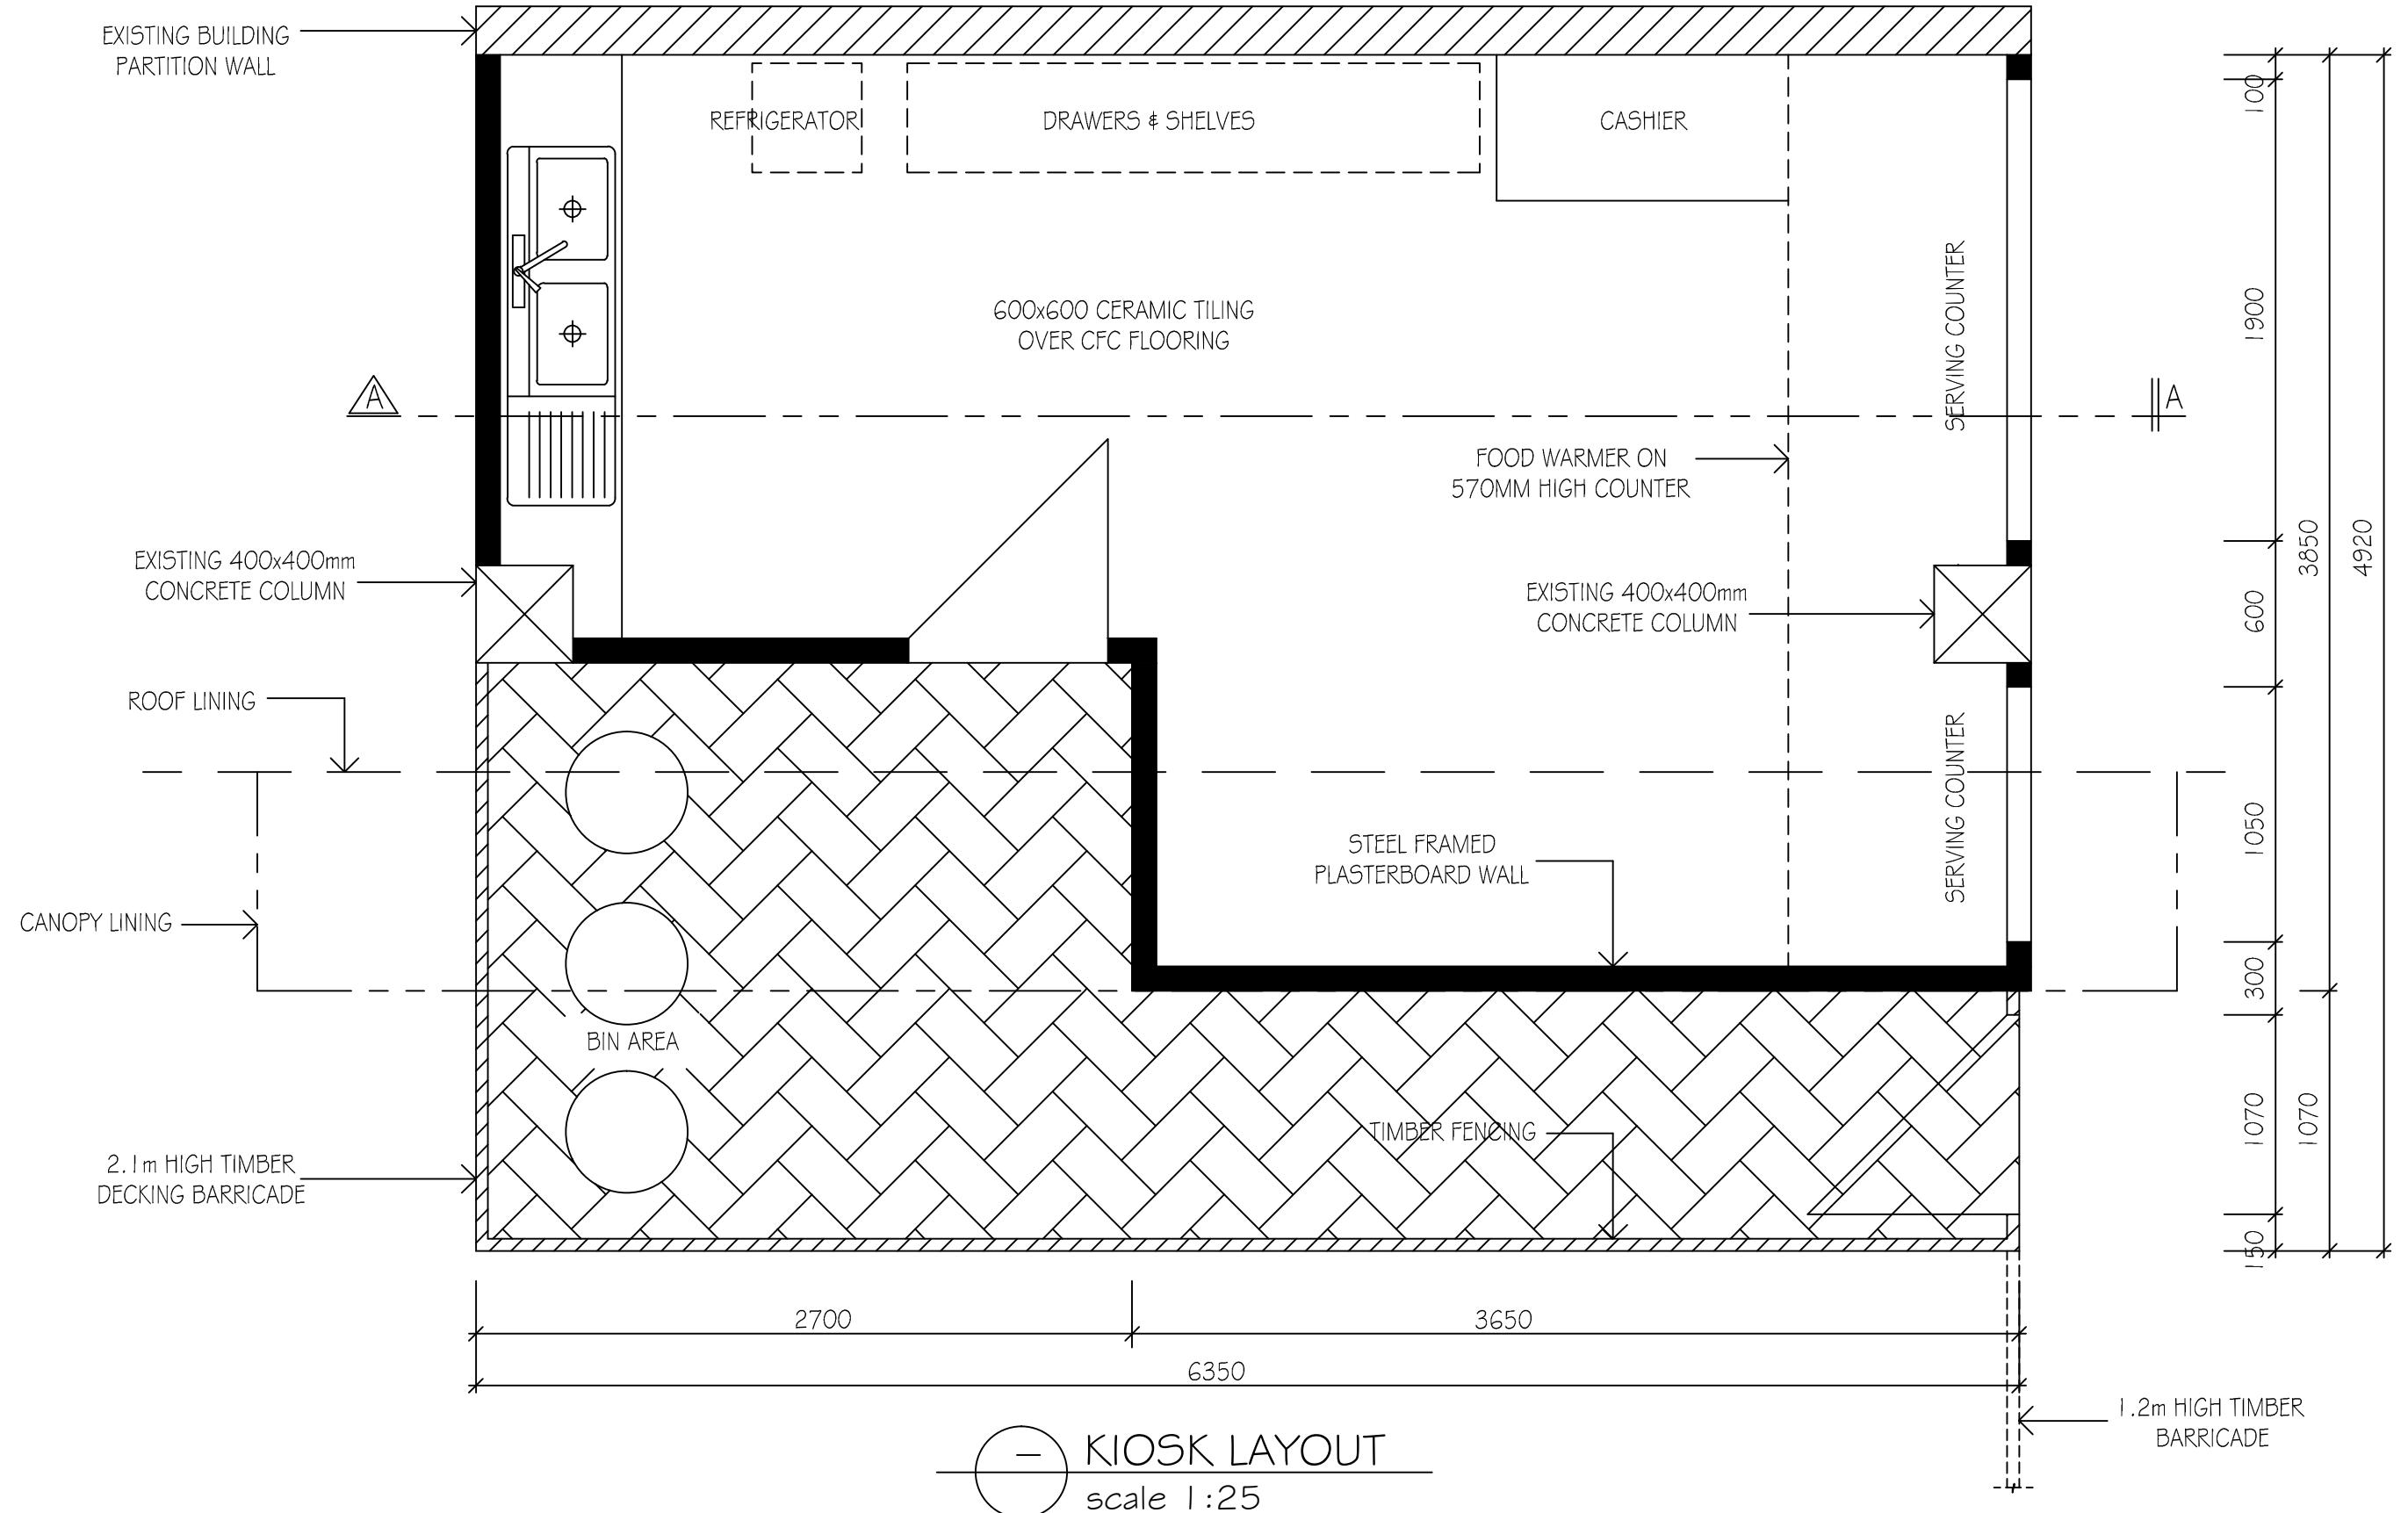 EXISTING BUILDING
PARTITION WALL
REFRIGERATOR
DRAWERS & SHELVES
CASHIER
100
600x600 CERAMIC TILING
OVER CFC FLOORING
SERVING COUNTER
1900
A
A
FOOD WARMER ON
570MM HIGH COUNTER
EXISTING 400x400mm
CONCRETE COLUMN
EXISTING 400x400mm
CONCRETE COLUMN
600
3850
4920
ROOF LINING
SERVING COUNTER
STEEL FRAMED
PLASTERBOARD WALL
1050
CANOPY LINING
300
BIN AREA
TIMBER FENCING
1070
1070
2.1m HIGH TIMBER
DECKING BARRICADE
150
2700
3650
6350
1.2m HIGH TIMBER
BARRICADE
KIOSK LAYOUT
scale 1:25